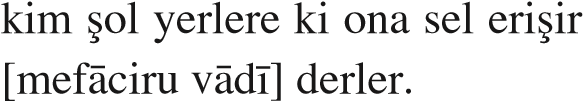 kim şol yerlere ki ona sel erişir
[mefāciru vādī] derler.